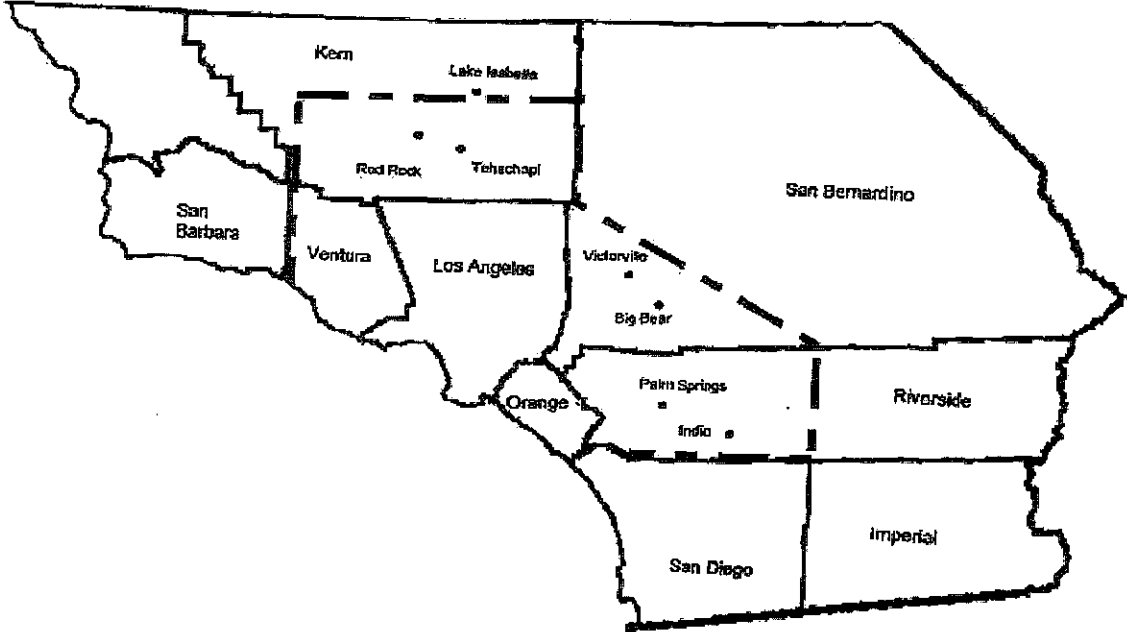 Kern
Lake Isabella
Red Rock
Tehachapi
San Bernardino
San
Barbara
Ventura
Los Angeles
Victorville
Big Bear
Palm Springs
Orange
Riverside
Indio
Imperial
San Diego